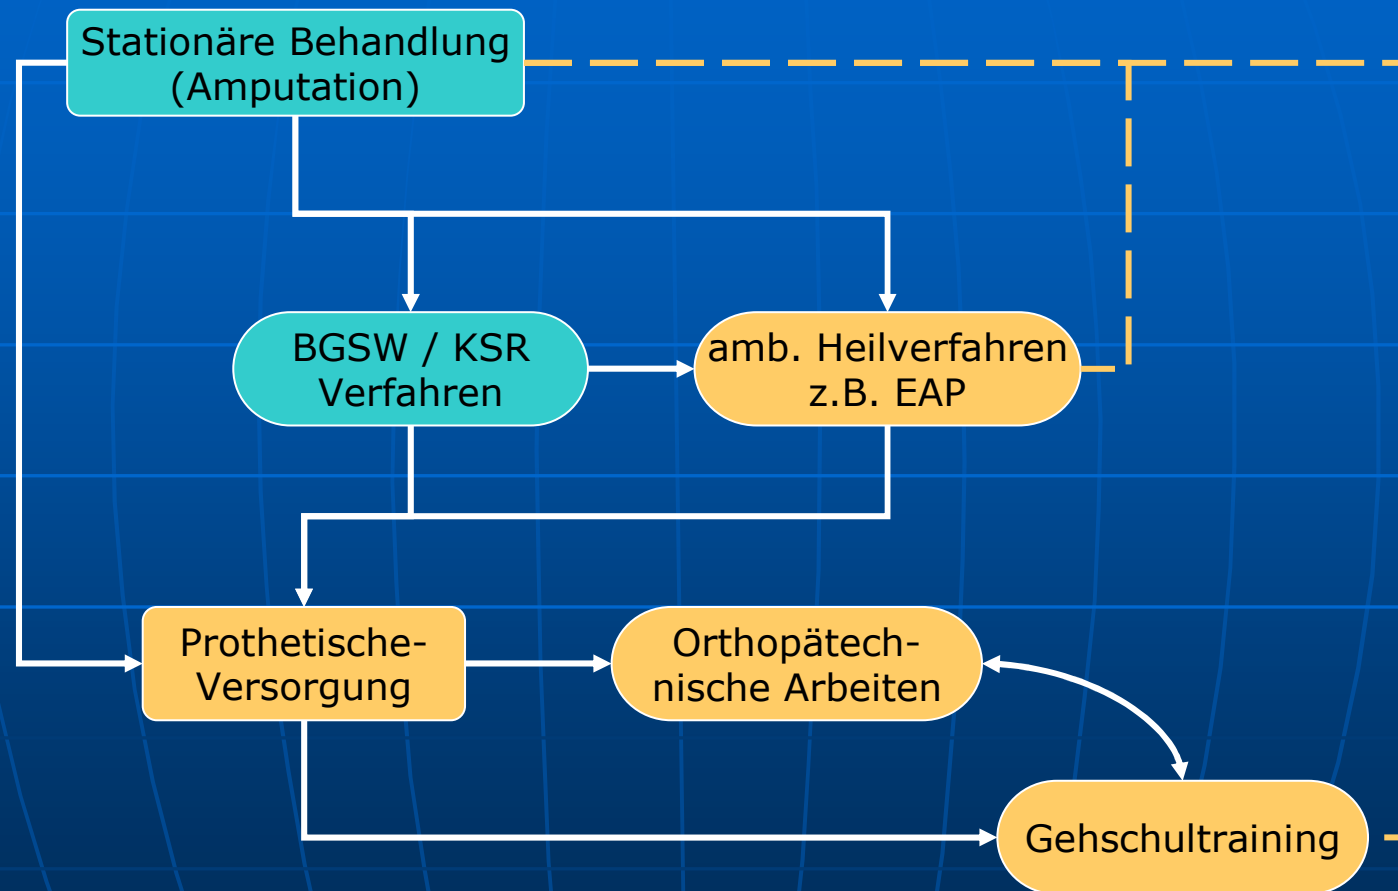 Stationäre Behandlung
(Amputation)
BGSW / KSR
Verfahren
amb. Heilverfahren
z.B. EAP
Prothetische-
Versorgung
Orthopätech-
nische Arbeiten
Gehschultraining